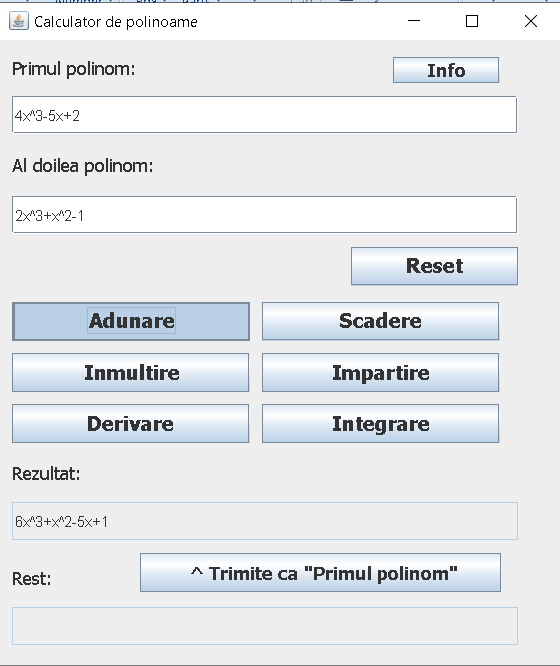 Calculator de polinoame
Primul polinom:
Info
4x^3-5x+2
Al doilea polinom:
2x^3+x^2-1
Reset
Adunare Scadere
Inmultire Impartire
Derivare Integrare
Rezultat:
6x^3+x^2-5x+1
Rest:
^ Trimite ca "Primul polinom"